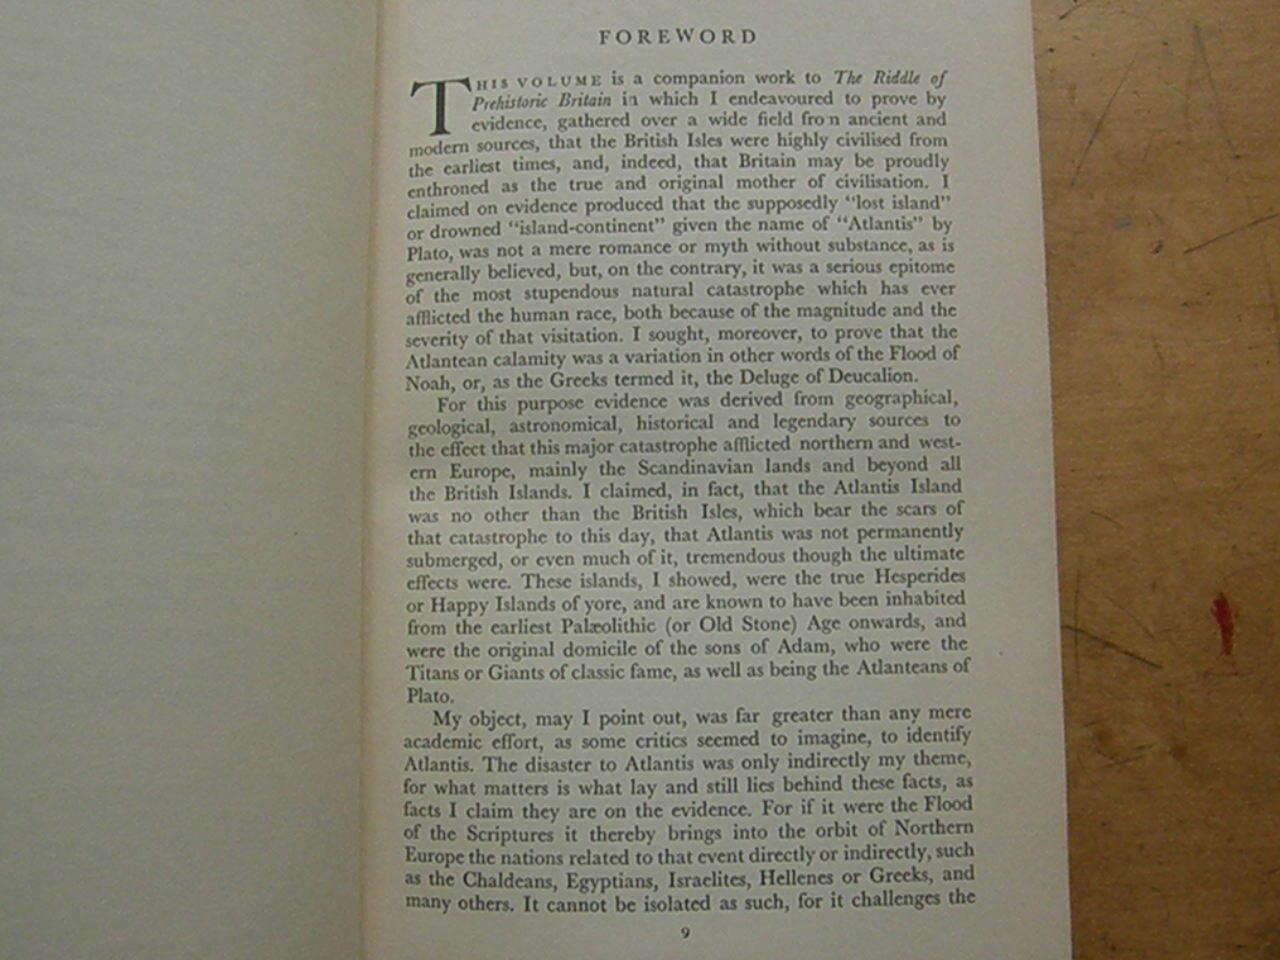 FOREWORD
THIS VOLUME is a companion work to The Riddle of
Prehistoric Britain in which I endeavoured to prove by
evidence, gathered over a wide field from ancient and
modern sources, that the British Isles were highly civilised from
the earliest times, and, indeed, that Britain may be proudly
enthroned as the true and original mother of civilisation. I
claimed on evidence produced that the supposedly “lost island”
or drowned “island-continent” given the name of “Atlantis” by
Plato, was not a mere romance or myth without substance, as is
generally believed, but, on the contrary, it was a serious epitome
of the most stupendous natural catastrophe which has ever
afflicted the human race, both because of the magnitude and the
severity of that visitation. I sought, moreover, to prove that the
Atlantean calamity was a variation in other words of the Flood of
Noah, or, as the Greeks termed it, the Deluge of Deucalion.
For this purpose evidence was derived from geographical,
geological, astronomical, historical and legendary sources to
the effect that this major catastrophe afflicted northern and west-
ern Europe, mainly the Scandinavian lands and beyond all
the British Islands. I claimed, in fact, that the Atlantis Island
was no other than the British Isles, which bear the scars of
that catastrophe to this day, that Atlantis was not permanently
submerged, or even much of it, tremendous though the ultimate
effects were. These islands, I showed, were the true Hesperides
or Happy Islands of yore, and are known to have been inhabited
from the earliest Palæolithic (or Old Stone) Age onwards, and
were the original domicile of the sons of Adam, who were the
Titans or Giants of classic fame, as well as being the Atlanteans of
Plato.
My object, may I point out, was far greater than any mere
academic effort, as some critics seemed to imagine, to identify
Atlantis. The disaster to Atlantis was only indirectly my theme,
for what matters is what lay and still lies behind these facts, as
facts I claim they are on the evidence. For if it were the Flood
of the Scriptures it thereby brings into the orbit of Northern
Europe the nations related to that event directly or indirectly, such
as the Chaldeans, Egyptians, Israelites, Hellenes or Greeks, and
many others. It cannot be isolated as such, for it challenges the
9